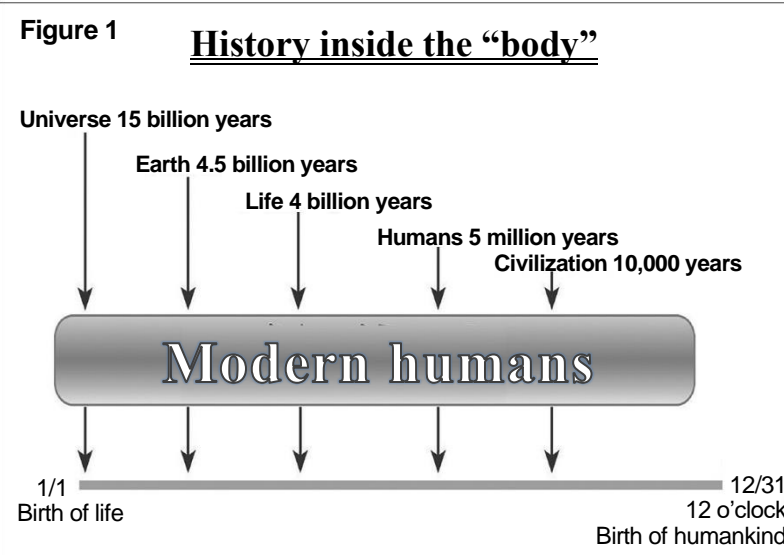 Figure 1
History inside the “body”
Universe 15 billion years
Earth 4.5 billion years
Life 4 billion years
Humans 5 million years
Civilization 10,000 years
Modern humans
1/1
Birth of life
12/31
12 o’clock
Birth of humankind